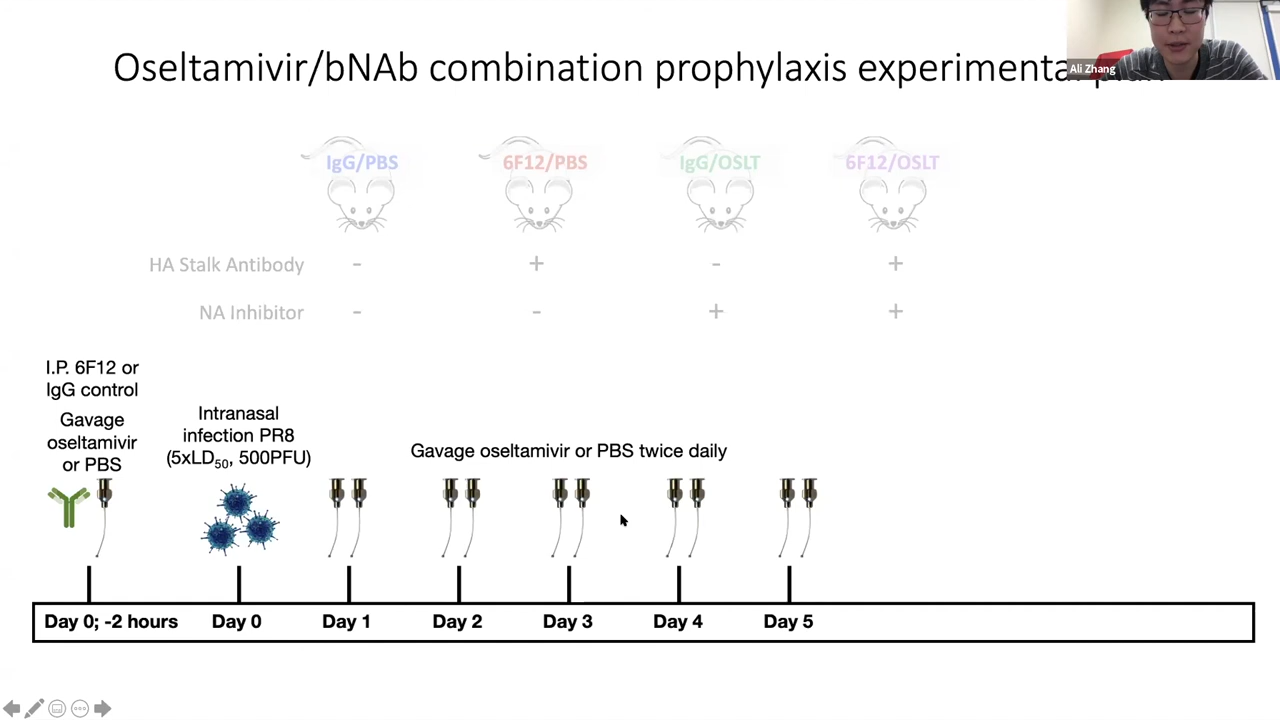 Oseltamivir/bNAb combination prophylaxis experimental
Ali Zhang
IgG/PBS 6F12/PBS IgG/OSLT 6F12/OSLT
HA Stalk Antibody - + - +
NA Inhibitor - - + +
I.P. 6F12 or
IgG control
Gavage
oseltamivir
or PBS
Intranasal
infection PR8
(5xLD50, 500PFU)
Gavage oseltamivir or PBS twice daily
Day 0; -2 hours Day 0 Day 1 Day 2 Day 3 Day 4 Day 5